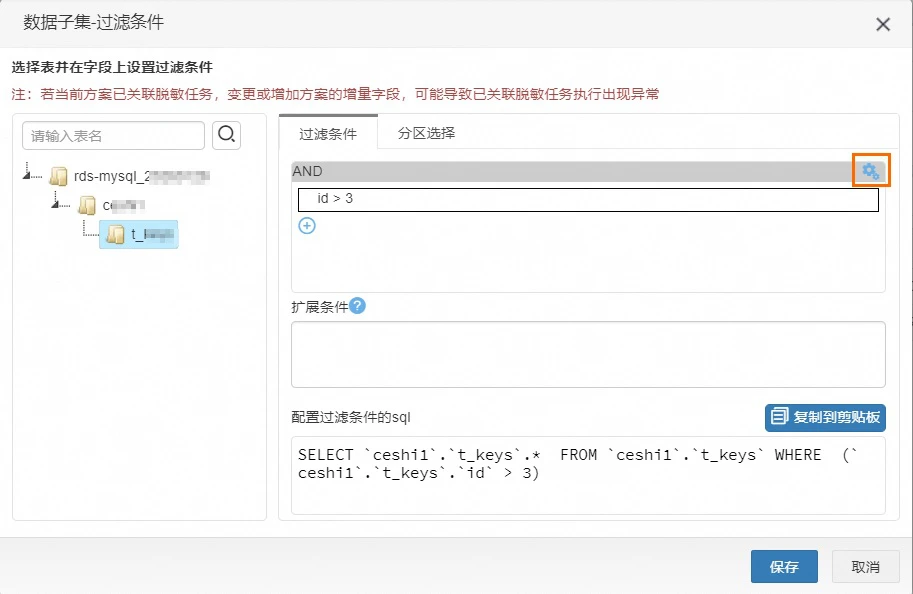 数据子集-过滤条件
选择表并在字段上设置过滤条件
注：若当前方案已关联脱敏任务，变更或增加方案的增量字段，可能导致已关联脱敏任务执行出现异常
请输入表名
rds-mysql_2
ce
t_
过滤条件
分区选择
AND
id > 3
扩展条件?
配置过滤条件的sql
复制到剪贴板
SELECT `ceshi1`.`t_keys`.* FROM `ceshi1`.`t_keys` WHERE (`
ceshi1`.`t_keys`.`id` > 3)
保存
取消